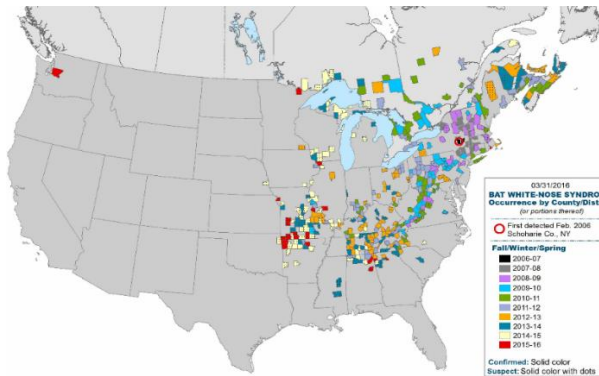 03/31/2016
BAT WHITE-NOSE SYNDRO
Occurrence by County/Dist
(or portions thereof)
First detected Feb. 2006
Schoharie Co., NY
Fall/Winter/Spring
2006-07
2007-08
2008-09
2009-10
2010-11
2011-12
2012-13
2013-14
2014-15
2015-16
Confirmed: Solid color
Suspect: Solid color with dots